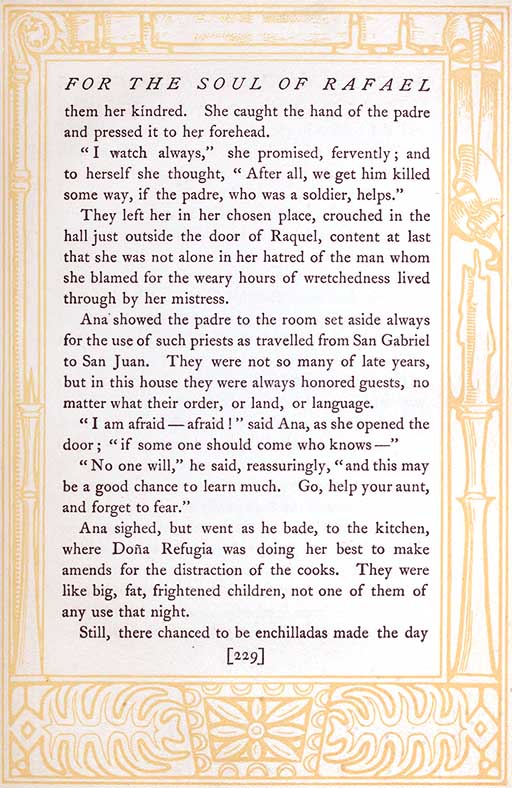 FOR THE SOUL OF RAFAEL
them her kindred. She caught the hand of the padre
and pressed it to her forehead.
"I watch always," she promised, fervently; and
to herself she thought, "After all, we get him killed
some way, if the padre, who was a soldier, helps."
They left her in her chosen place, crouched in the
hall just outside the door of Raquel, content at last
that she was not alone in her hatred of the man whom
she blamed for the weary hours of wretchedness lived
through by her mistress.
Ana showed the padre to the room set aside always
for the use of such priests as travelled from San Gabriel
to San Juan. They were not so many of late years,
but in this house they were always honored guests, no
matter what their order, or land, or language.
"I am afraid — afraid!" said Ana, as she opened the
door; "if some one should come who knows —"
"No one will," he said, reassuringly, "and this may
be a good chance to learn much. Go, help your aunt,
and forget to fear."
Ana sighed, but went as he bade, to the kitchen,
where Doña Refugia was doing her best to make
amends for the distraction of the cooks. They were
like big, fat, frightened children, not one of them of
any use that night.
Still, there chanced to be enchilladas made the day
[229]